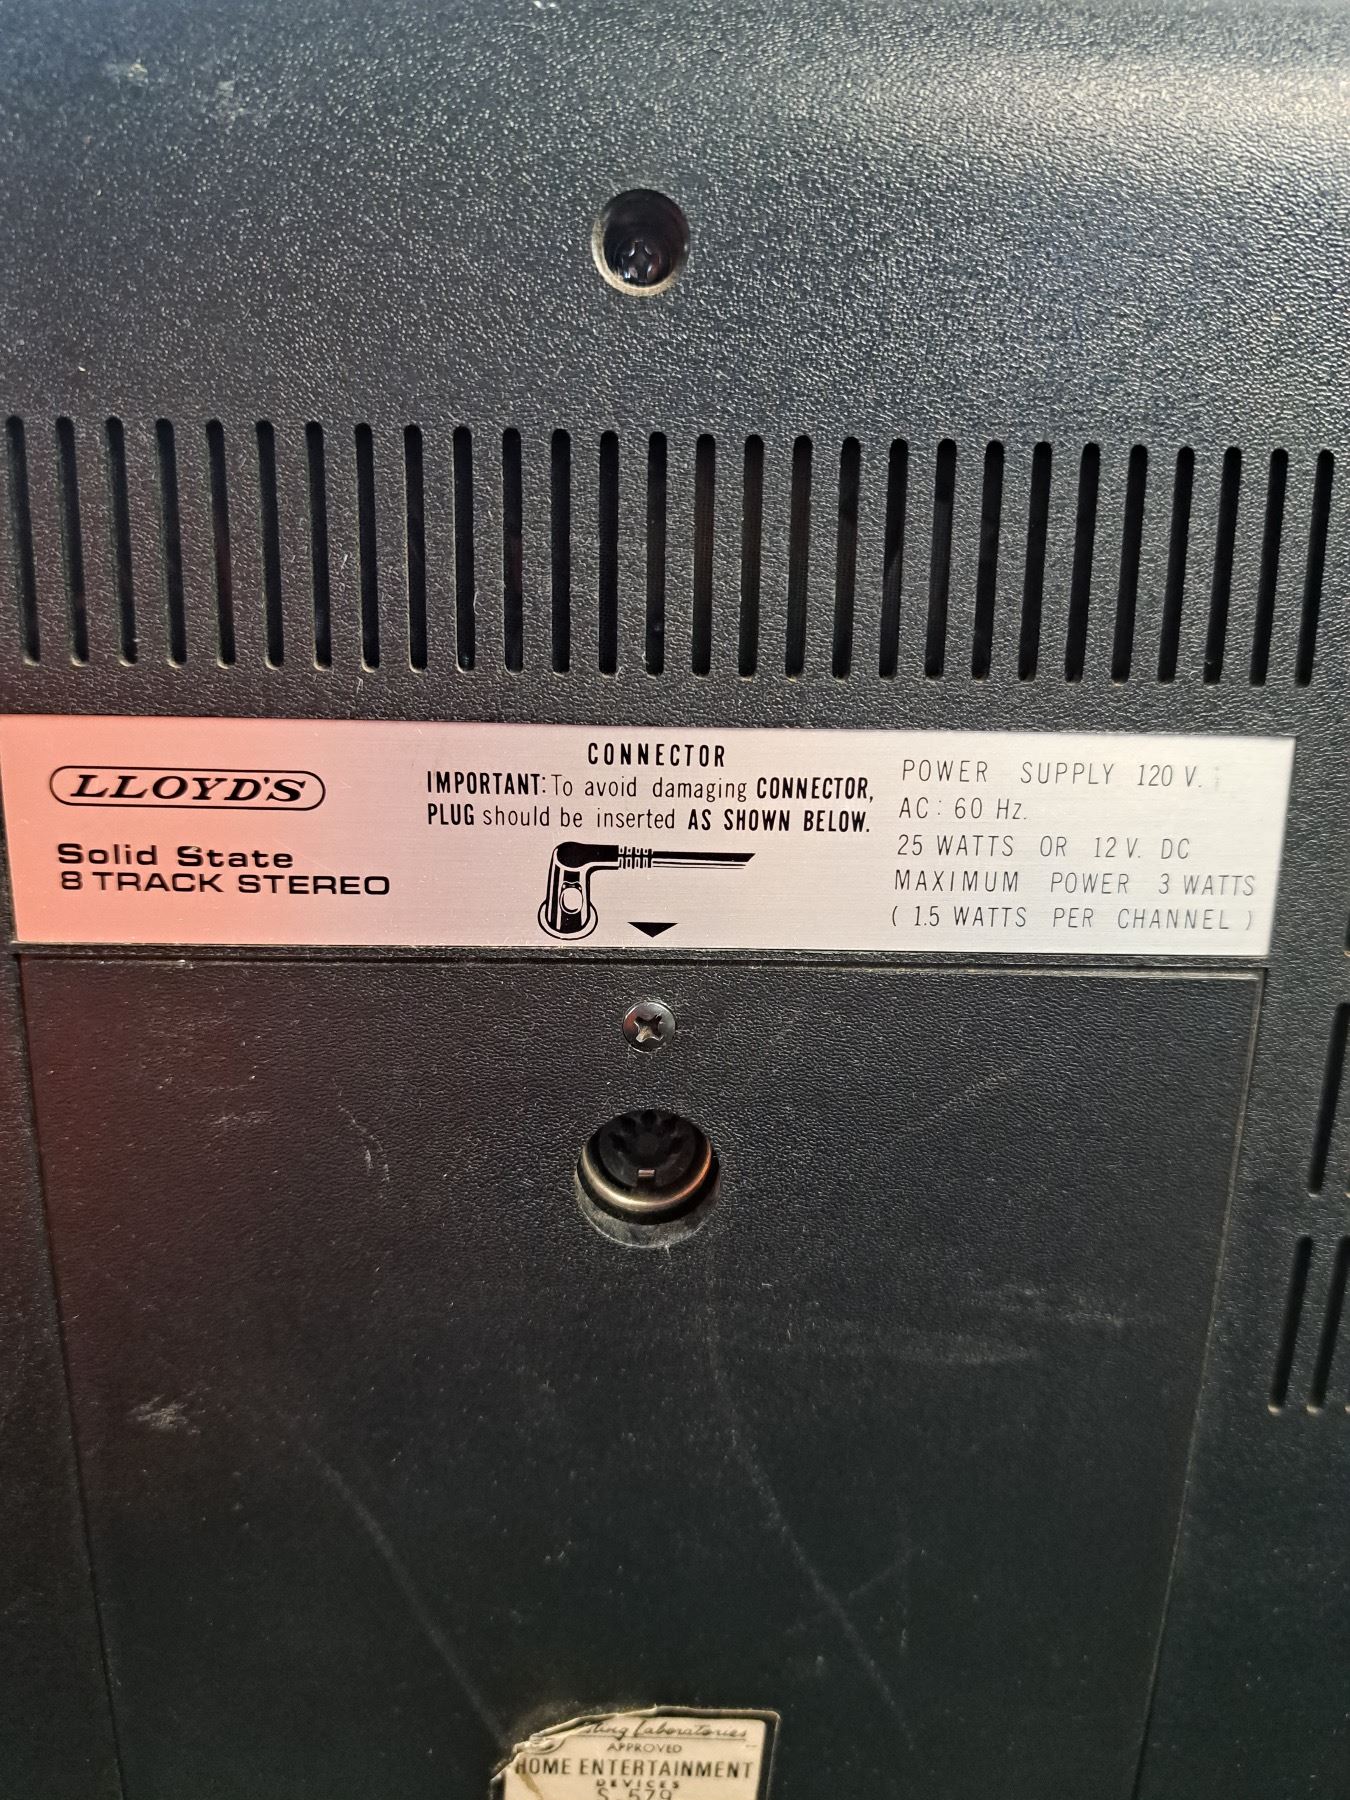 LLOYD'S
Solid State
8 TRACK STEREO
CONNECTOR
IMPORTANT: To avoid damaging CONNECTOR,
PLUG should be inserted AS SHOWN BELOW.
POWER SUPPLY 120 V.
AC: 60 Hz.
25 WATTS OR 12 V. DC
MAXIMUM POWER 3 WATTS
( 1.5 WATTS PER CHANNEL )
Laboratories
APPROVED
HOME ENTERTAINMENT
DEVICES
S-579